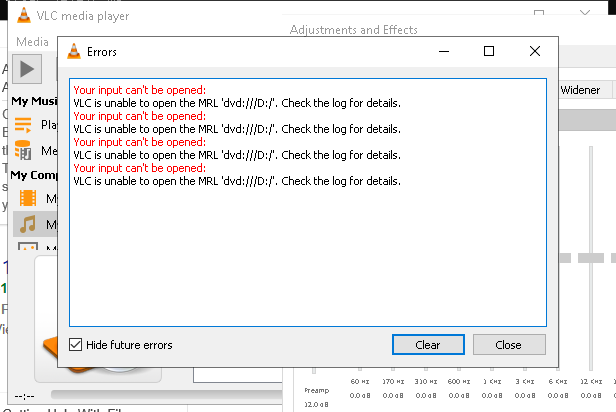 VLC media player
Adjustments and Effects
Media
Errors
Your input can't be opened:
VLC is unable to open the MRL 'dvd:///D:/'. Check the log for details.
Your input can't be opened:
VLC is unable to open the MRL 'dvd:///D:/'. Check the log for details.
Your input can't be opened:
VLC is unable to open the MRL 'dvd:///D:/'. Check the log for details.
Your input can't be opened:
VLC is unable to open the MRL 'dvd:///D:/'. Check the log for details.
Widener
My Musi
Play
Me
My Comp
My
My
Hide future errors
Clear
Close
--:--
60 Hz 170 Hz 310 Hz 600 Hz 1 KHz 3 KHz 6 KHz 12 KHz
Preamp 0.0 dB 0.0 dB 0.0 dB 0.0 dB 0.0 dB 0.0 dB 0.0 dB 0.0 dB
12.0 dB